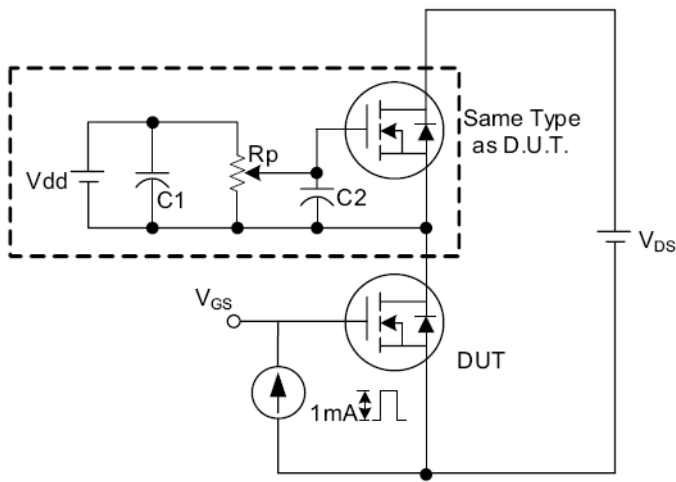 Same Type
as D.U.T.
Rp
Vdd
C1
C2
VDS
VGS
DUT
1mA